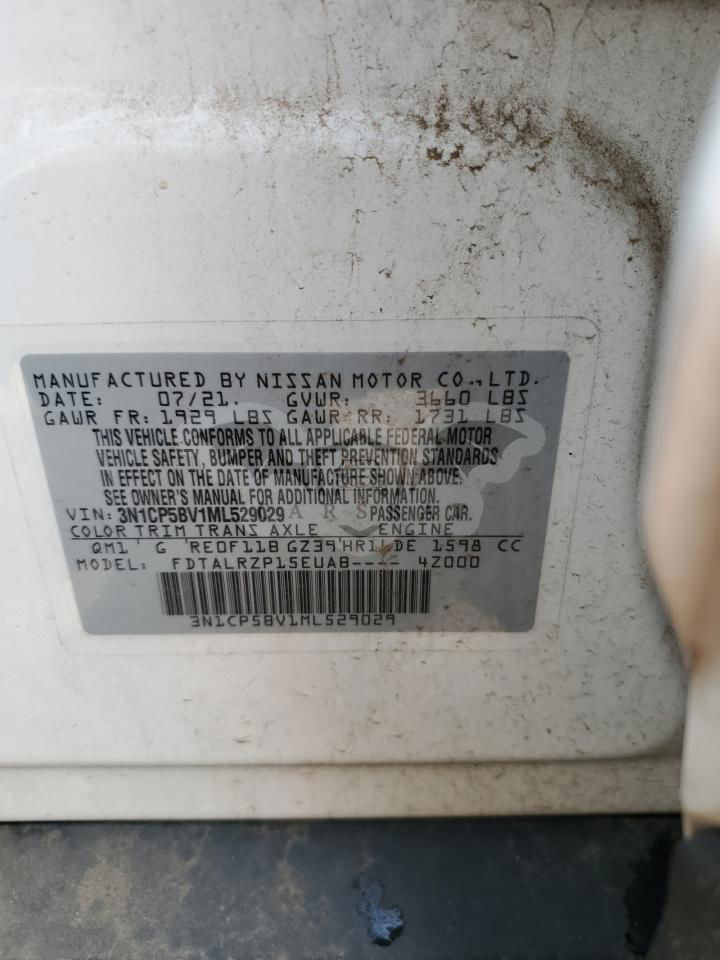 MANUFACTURED BY NISSAN MOTOR CO., LTD.
DATE: 07/21. GVWR: 3660 LBS
GAWR FR: 1929 LBS GAWR RR: 1731 LBS
THIS VEHICLE CONFORMS TO ALL APPLICABLE FEDERAL MOTOR
VEHICLE SAFETY, BUMPER AND THEFT PREVENTION STANDARDS
IN EFFECT ON THE DATE OF MANUFACTURE SHOWN ABOVE.
SEE OWNER'S MANUAL FOR ADDITIONAL INFORMATION.
VIN: 3N1CP5BV1ML529029 PASSENGER CAR.
COLOR TRIM TRANS AXLE ENGINE
QM1 G RE0F11B GZ39 HR16DE 1598 CC
MODEL: FDTALRZP15EUAB---- 4Z000
3N1CP5BV1ML529029